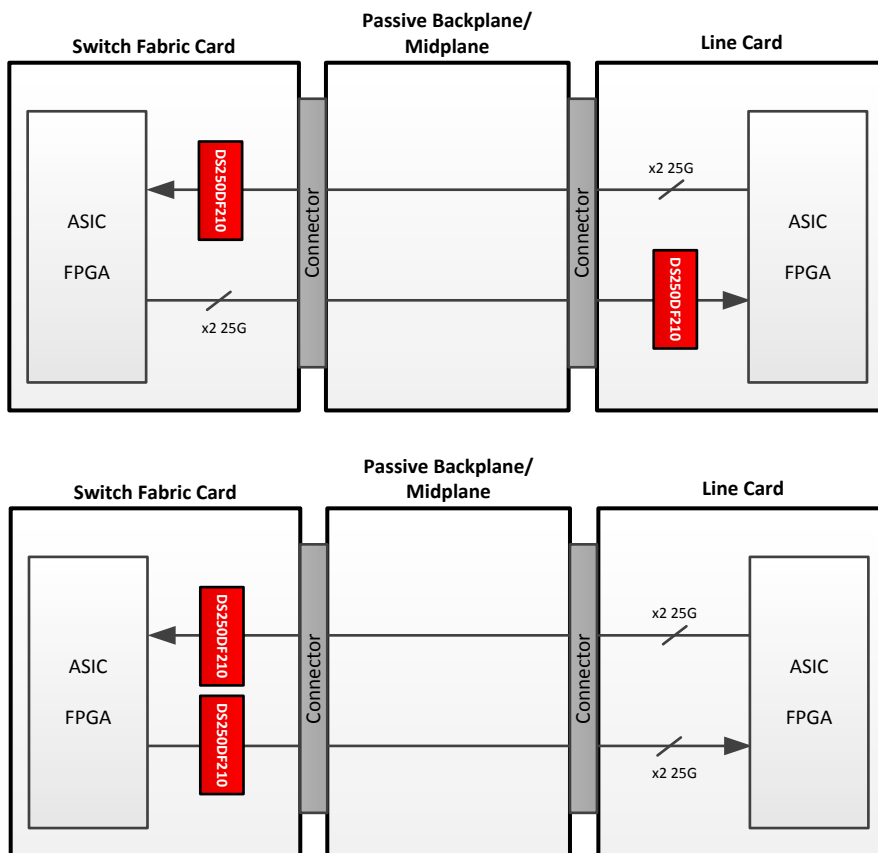 Passive Backplane/
Midplane
Switch Fabric Card
Line Card
DS250DF210
x2 25G
ASIC
FPGA
Connector
Connector
ASIC
FPGA
DS250DF210
x2 25G
Passive Backplane/
Midplane
Switch Fabric Card
Line Card
DS250DF210
x2 25G
ASIC
FPGA
Connector
Connector
ASIC
FPGA
DS250DF210
x2 25G